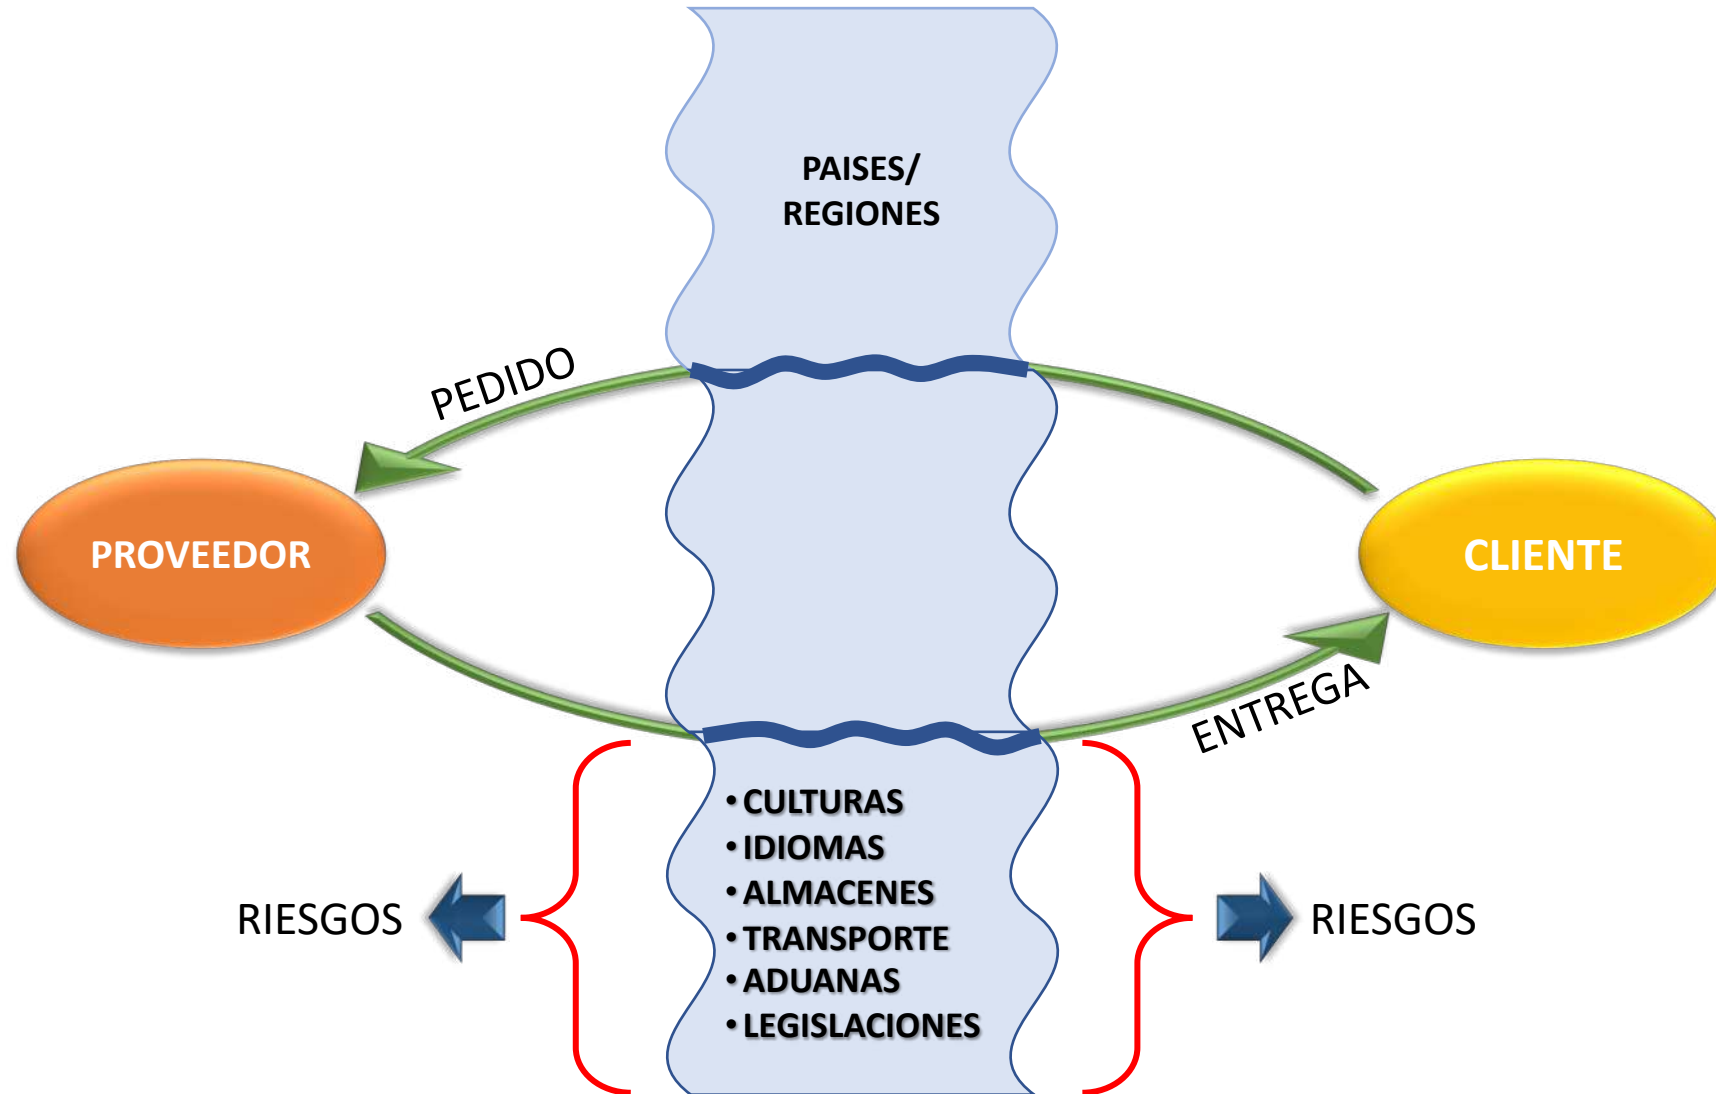 PAISES/
REGIONES
PEDIDO
PROVEEDOR
CLIENTE
ENTREGA
• CULTURAS
• IDIOMAS
• ALMACENES
• TRANSPORTE
• ADUANAS
• LEGISLACIONES
RIESGOS
RIESGOS